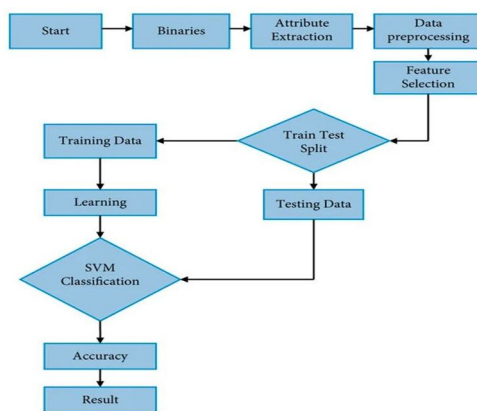 Start
Binaries
Attribute
Extraction
Data
preprocessing
Feature
Selection
Train Test
Split
Training Data
Learning
Testing Data
SVM
Classification
Accuracy
Result